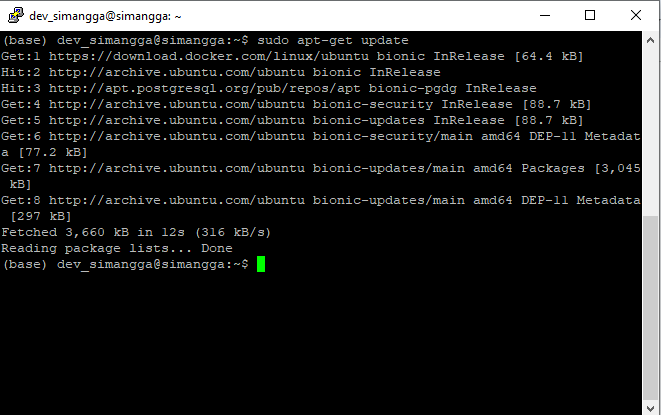 dev_simangga@simangga: ~
(base) dev_simangga@simangga:~$ sudo apt-get update
Get:1 https://download.docker.com/linux/ubuntu bionic InRelease [64.4 kB]
Hit:2 http://archive.ubuntu.com/ubuntu bionic InRelease
Hit:3 http://apt.postgresql.org/pub/repos/apt bionic-pgdg InRelease
Get:4 http://archive.ubuntu.com/ubuntu bionic-security InRelease [88.7 kB]
Get:5 http://archive.ubuntu.com/ubuntu bionic-updates InRelease [88.7 kB]
Get:6 http://archive.ubuntu.com/ubuntu bionic-security/main amd64 DEP-11 Metadat
a [77.2 kB]
Get:7 http://archive.ubuntu.com/ubuntu bionic-updates/main amd64 Packages [3,045
 kB]
Get:8 http://archive.ubuntu.com/ubuntu bionic-updates/main amd64 DEP-11 Metadata
 [297 kB]
Fetched 3,660 kB in 12s (316 kB/s)
Reading package lists... Done
(base) dev_simangga@simangga:~$